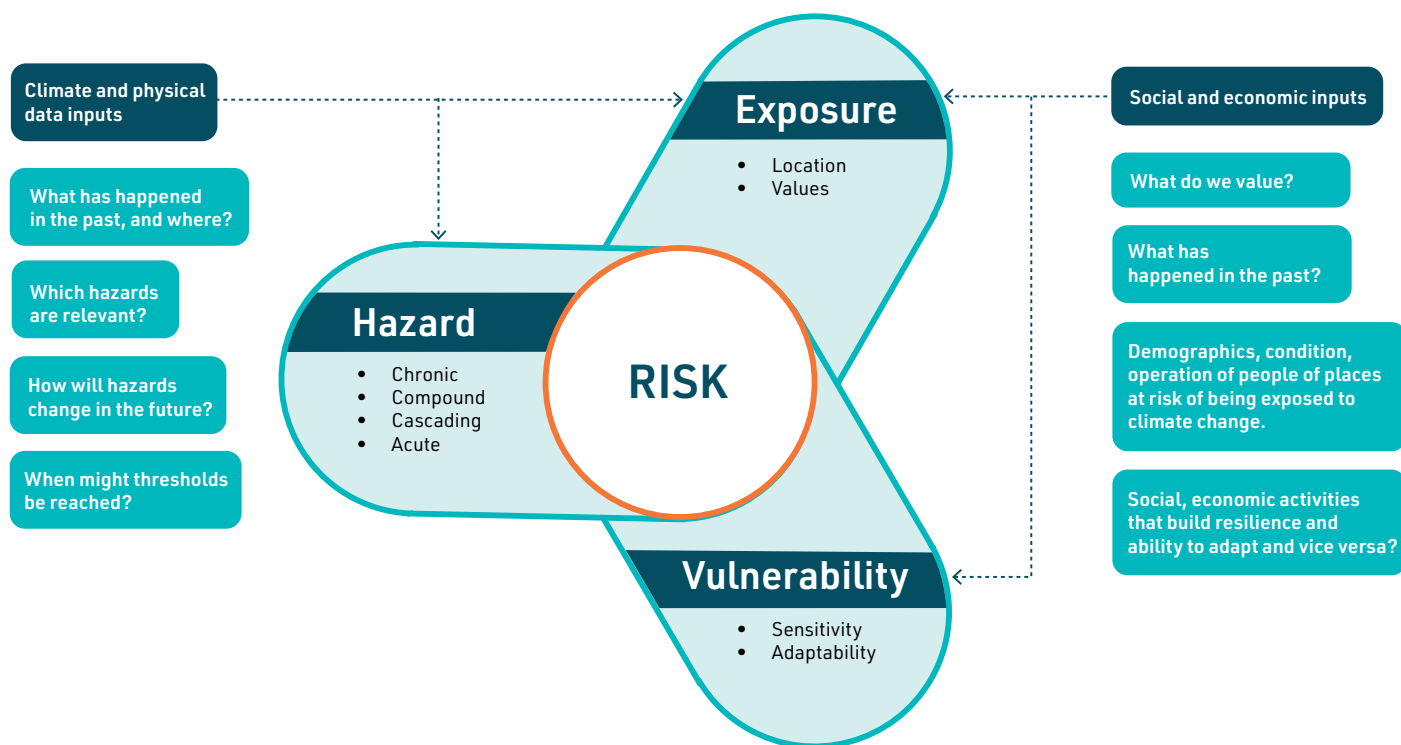 Climate and physical
data inputs
What has happened
in the past, and where?
Which hazards
are relevant?
How will hazards
change in the future?
When might thresholds
be reached?
Exposure
• Location
• Values
Hazard
• Chronic
• Compound
• Cascading
• Acute
RISK
Vulnerability
• Sensitivity
• Adaptability
Social and economic inputs
What do we value?
What has
happened in the past?
Demographics, condition,
operation of people of places
at risk of being exposed to
climate change.
Social, economic activities
that build resilience and
ability to adapt and vice versa?